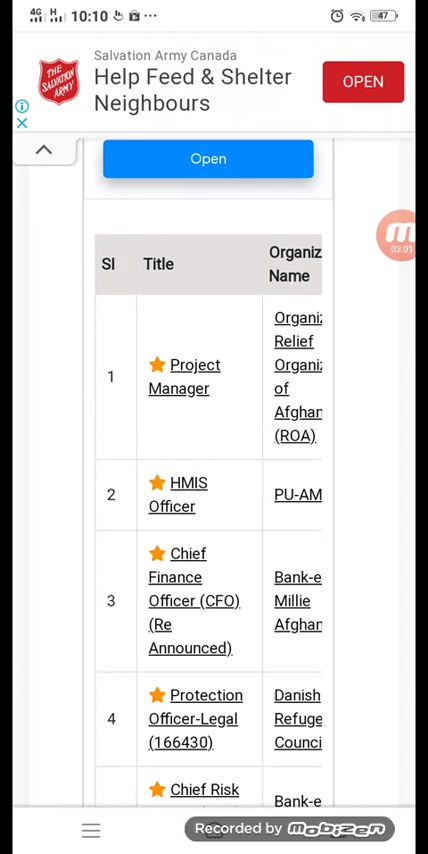 4G H 10:10 47
Salvation Army Canada
Help Feed & Shelter
Neighbours
OPEN
THE
SALVATION
ARMY
Open
03:01
Sl Title Organiz
Name
1
Project
Manager
Organiz
Relief
Organiz
of
Afghan
(ROA)
2
HMIS
Officer
PU-AM
3
Chief
Finance
Officer (CFO)
(Re
Announced)
Bank-e
Millie
Afghan
4
Protection
Officer-Legal
(166430)
Danish
Refuge
Counci
Chief Risk
Bank-e
Recorded by mobizen